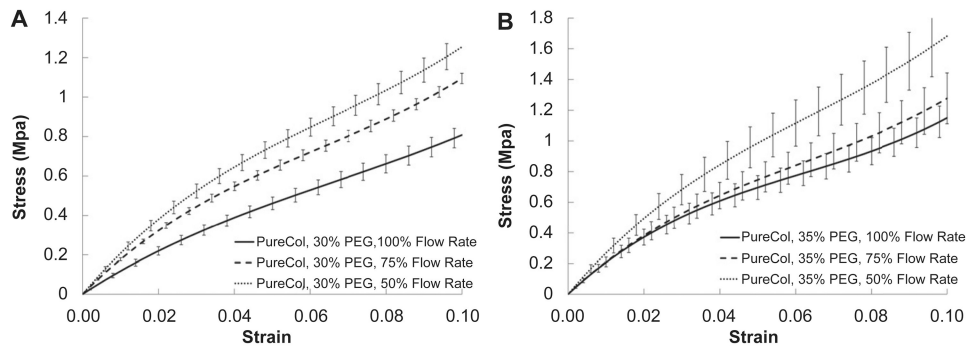 A
Stress (Mpa)
1.4
1.2
1
0.8
0.6
0.4
0.2
0
PureCol, 30% PEG,100% Flow Rate
PureCol, 30% PEG, 75% Flow Rate
PureCol, 30% PEG, 50% Flow Rate
0.00 0.02 0.04 0.06 0.08 0.10
Strain
B
Stress (Mpa)
1.8
1.6
1.4
1.2
1
0.8
0.6
0.4
0.2
0
PureCol, 35% PEG, 100% Flow Rate
PureCol, 35% PEG, 75% Flow Rate
PureCol, 35% PEG, 50% Flow Rate
0.00 0.02 0.04 0.06 0.08 0.10
Strain